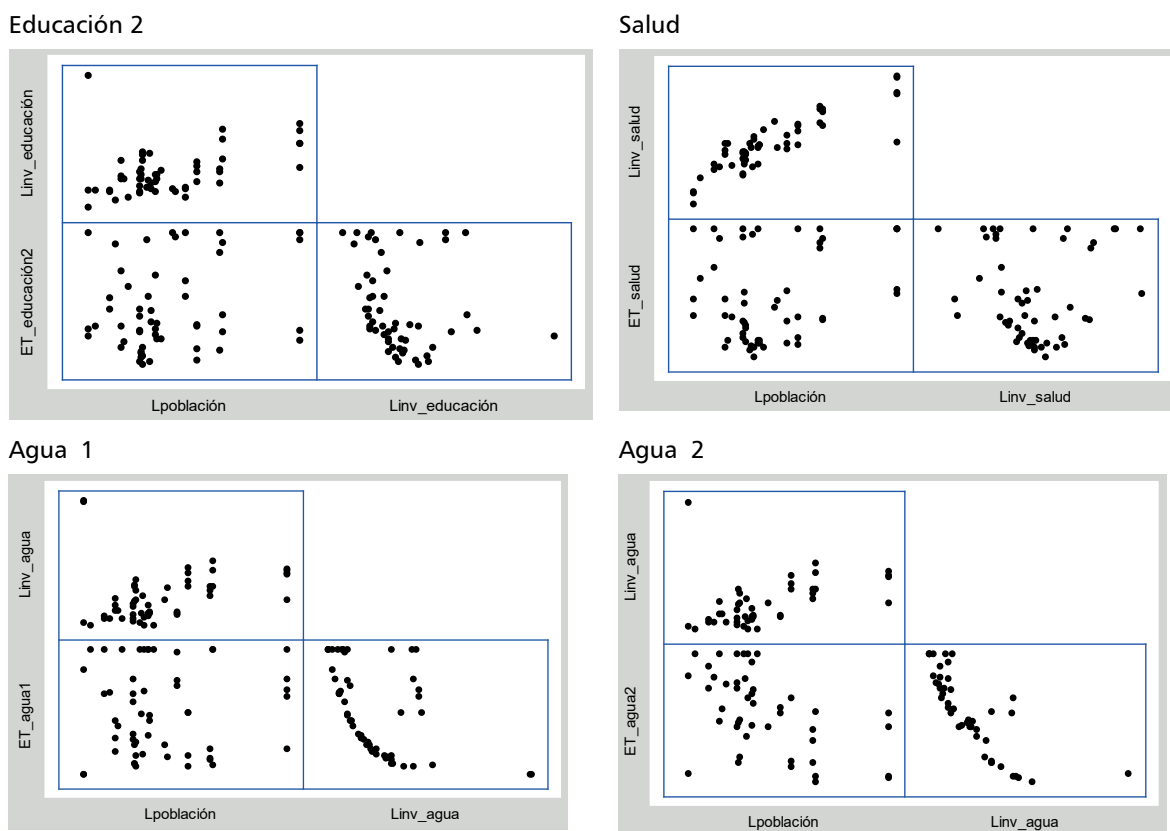 Educación 2
Linv_educación
ET_educación2
Lpoblación
Linv_educación
Salud
Linv_salud
ET_salud
Lpoblación
Linv_salud
Agua 1
Linv_agua
ET_agua1
Lpoblación
Linv_agua
Agua 2
Linv_agua
ET_agua2
Lpoblación
Linv_agua